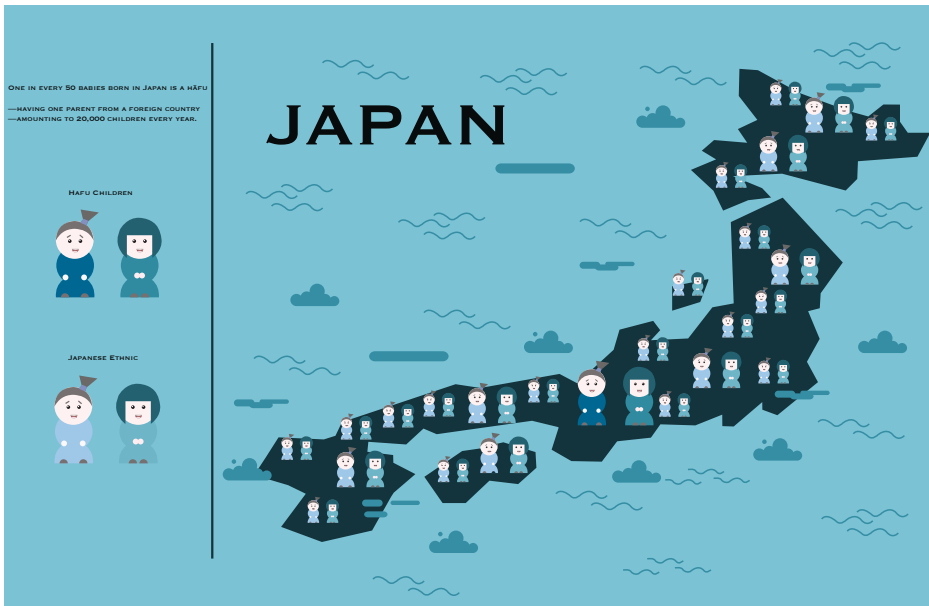 One in every 50 babies born in Japan is a hāfu
—having one parent from a foreign country
—amounting to 20,000 children every year.
JAPAN
Hafu Children
Japanese Ethnic